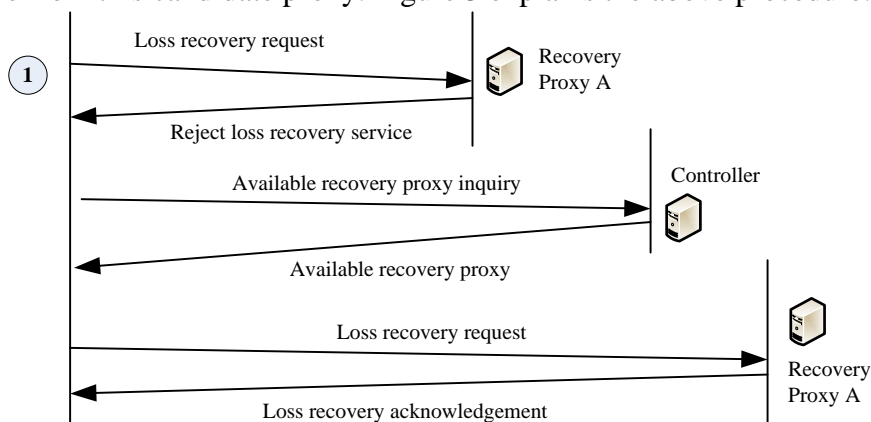 Loss recovery request
1
Recovery
Proxy A
Reject loss recovery service
Available recovery proxy inquiry
Controller
Available recovery proxy
Loss recovery request
Recovery
Proxy A
Loss recovery acknowledgement